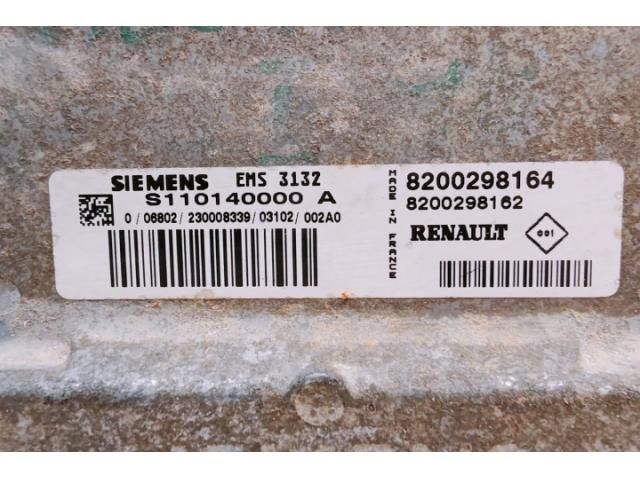 SIEMENS EMS 3132
S110140000 A
0 / 06802 / 230008339 / 03102 / 002A0
MADE IN FRANCE
8200298164
8200298162
RENAULT 001